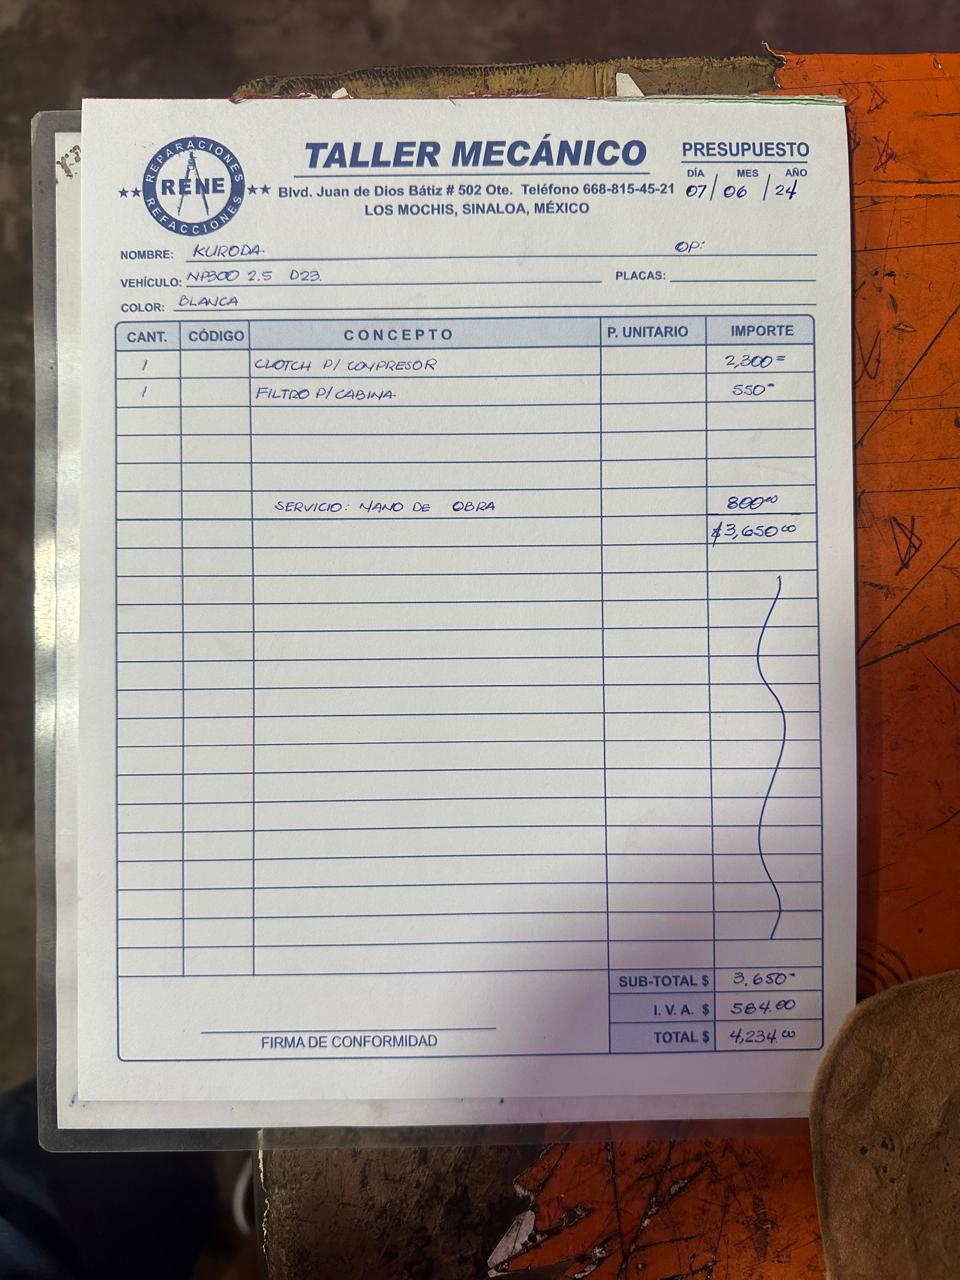 REPARACIONES
RENE
REFACCIONES
TALLER MECÁNICO
Blvd. Juan de Dios Bátiz # 502 Ote. Teléfono 668-815-45-21
LOS MOCHIS, SINALOA, MÉXICO
PRESUPUESTO
DÍA MES AÑO
07/ 06 / 24
NOMBRE: KURODA. OP:
VEHÍCULO: NP300 2.5 D23. PLACAS:
COLOR: BLANCA
CANT. CÓDIGO CONCEPTO P. UNITARIO IMPORTE
1 CLOTCH P/ COMPRESOR 2,300=
1 FILTRO P/ CABINA. 550-
SERVICIO: MANO DE OBRA 800.00
$3,650.00
SUB-TOTAL $ 3,650-
I. V. A. $ 584.00
TOTAL $ 4,234.00
FIRMA DE CONFORMIDAD